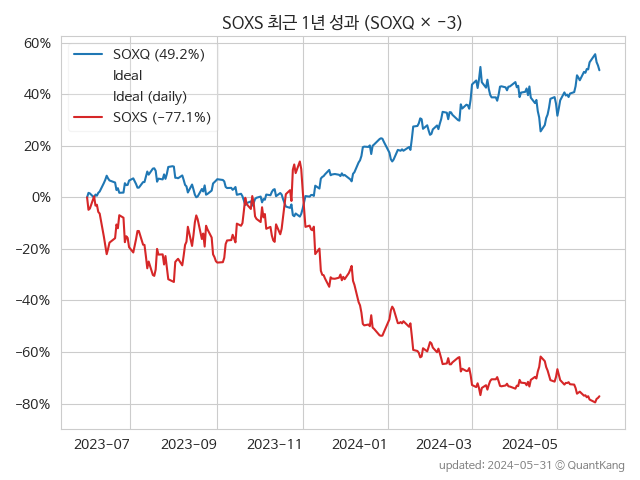 SOXS 최근 1년 성과 (SOXQ × −3)
SOXQ (49.2%)
Ideal
Ideal (daily)
SOXS (−77.1%)
60%
40%
20%
0%
−20%
−40%
−60%
−80%
2023−07
2023−09
2023−11
2024−01
2024−03
2024−05
updated: 2024-05-31 © QuantKang